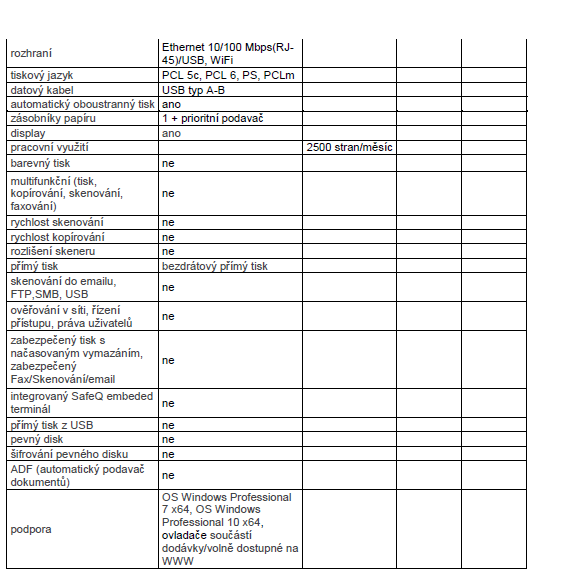 rozhraní
Ethernet 10/100 Mbps(RJ-
45)/USB, WiFi
tiskový jazyk
PCL 5c, PCL 6, PS, PCLm
datový kabel
USB typ A-B
automatický oboustranný tisk
ano
zásobníky papíru
1 + prioritní podavač
display
ano
pracovní využití
2500 stran/měsíc
barevný tisk
ne
multifunkční (tisk,
kopírování, skenování,
faxování)
ne
rychlost skenování
ne
rychlost kopírování
ne
rozlišení skeneru
ne
přímý tisk
bezdrátový přímý tisk
skenování do emailu,
FTP,SMB, USB
ne
ověřování v síti, řízení
přístupu, práva uživatelů
ne
zabezpečený tisk s
načasovaným vymazáním,
zabezpečený
Fax/Skenování/email
ne
integrovaný SafeQ embeded
terminál
ne
přímý tisk z USB
ne
pevný disk
ne
šifrování pevného disku
ne
ADF (automatický podavač
dokumentů)
ne
podpora
OS Windows Professional
7 x64, OS Windows
Professional 10 x64,
ovladače součástí
dodávky/volně dostupné na
WWW